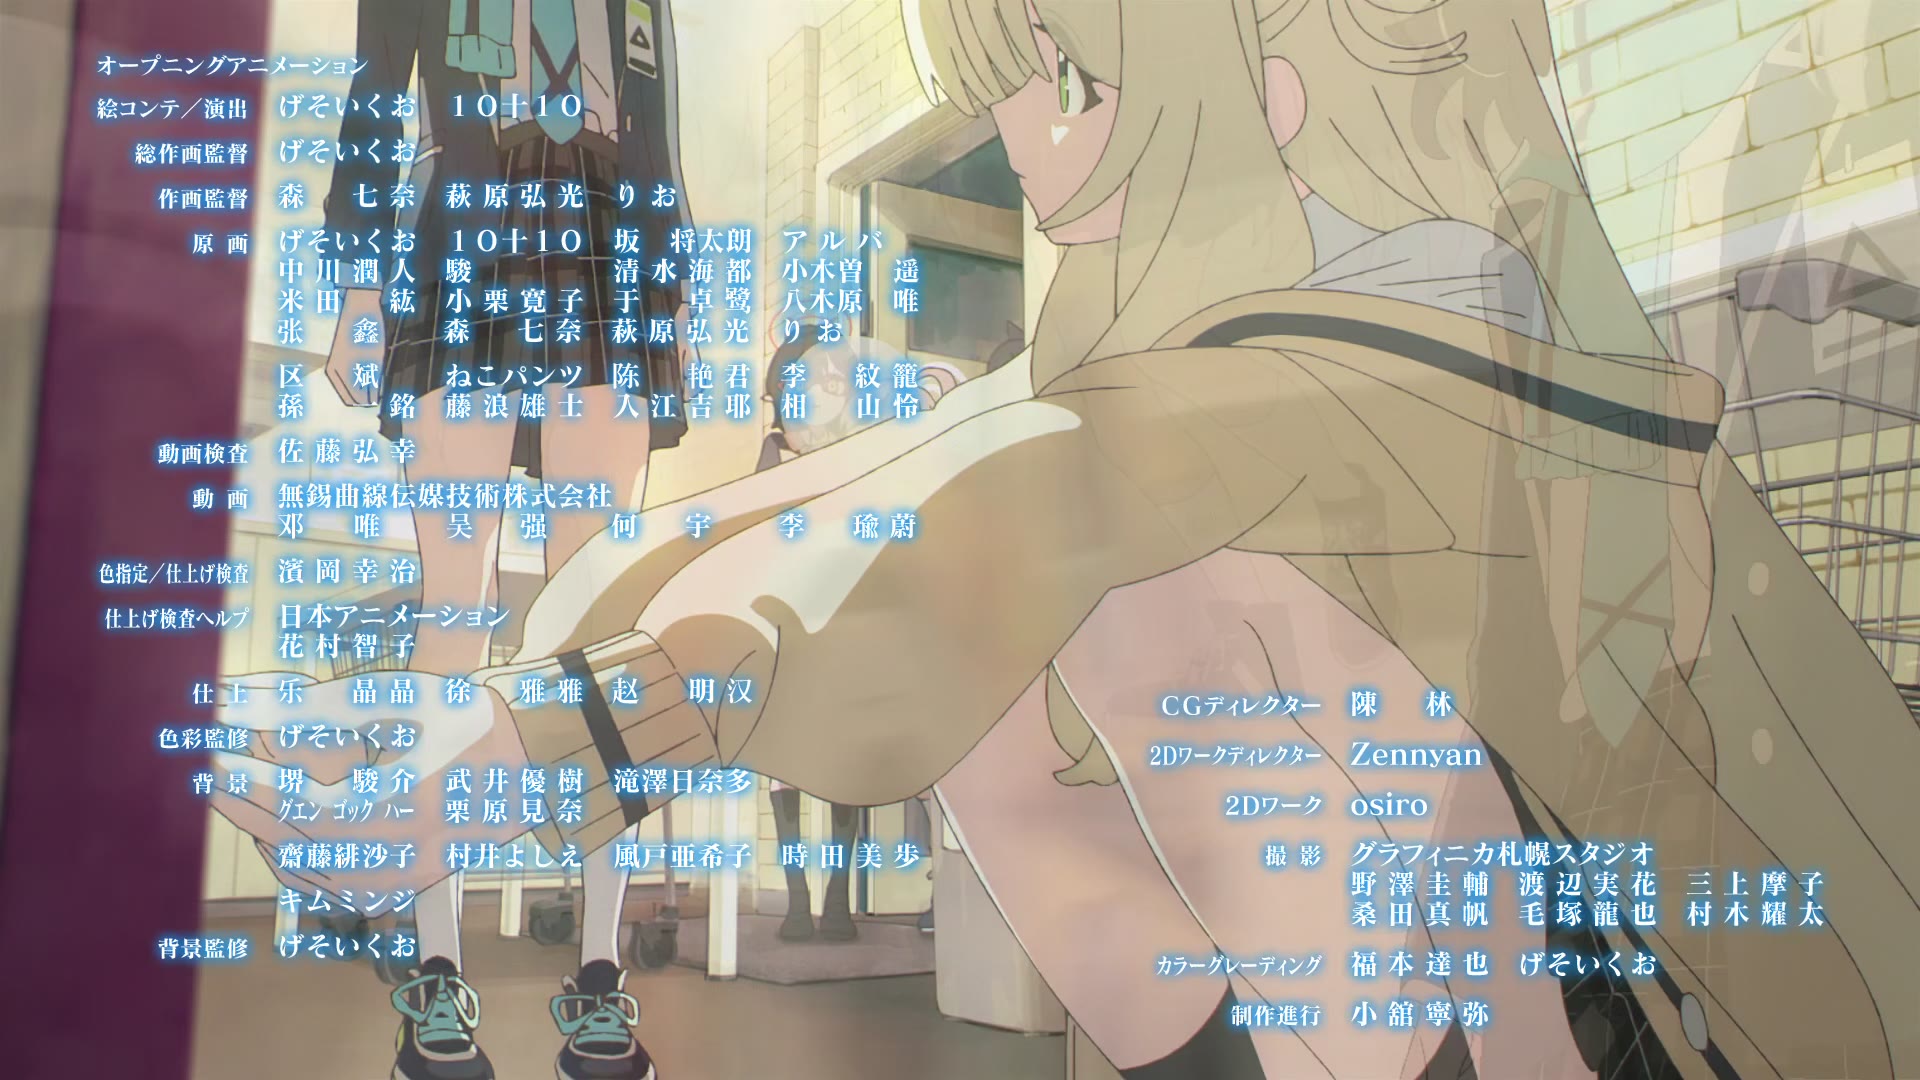 オープニングアニメーション
絵コンテ／演出 げそいくお 10十10
総作画監督 げそいくお
作画監督 森 七奈 萩原弘光 りお
原画 げそいくお 10十10 坂 将太朗 アルバ
中川潤人 駿 清水海都 小木曽 遥
米田 紘 小栗寛子 于 卓鹭 八木原 唯
张 鑫 森 七奈 萩原弘光 りお
区 斌 ねこパンツ 陈 艳君 李 紋籠
孫 一銘 藤浪雄士 入江吉耶 相 山怜
動画検査 佐藤弘幸
動画 無錫曲線伝媒技術株式会社
邓 唯 吴 强 何 宇 李 瑜蔚
色指定／仕上げ検査 濱岡幸治
仕上げ検査ヘルプ 日本アニメーション
花村智子
仕上 乐 晶晶 徐 雅雅 赵 明汉
色彩監修 げそいくお
背景 堺 駿介 武井優樹 滝澤日奈多
グエン ゴック ハー 栗原見奈
齋藤緋沙子 村井よしえ 風戸亜希子 時田美歩
キムミンジ
背景監修 げそいくお
CGディレクター 陳 林
2Dワークディレクター Zennyan
2Dワーク osiro
撮影 グラフィニカ札幌スタジオ
野澤圭輔 渡辺実花 三上摩子
桑田真帆 毛塚龍也 村木耀太
カラーグレーディング 福本達也 げそいくお
制作進行 小舘寧弥